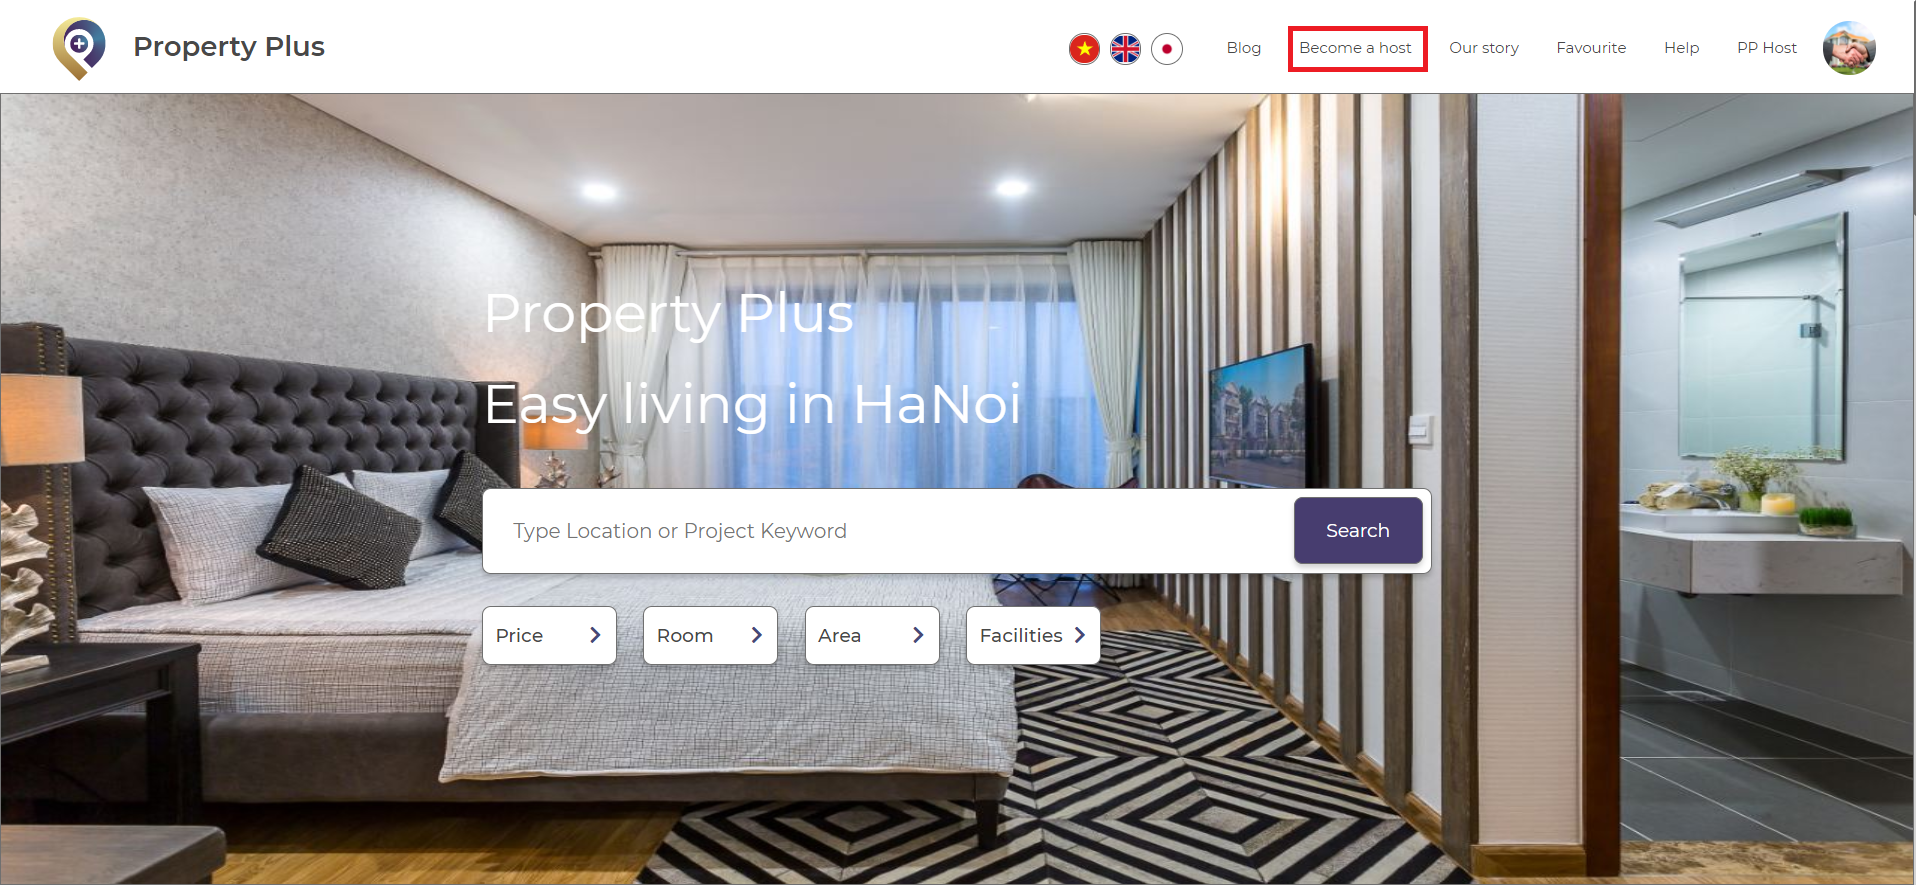 Property Plus
Blog
Become a host
Our story
Favourite
Help
PP Host
Property Plus
Easy living in HaNoi
Type Location or Project Keyword
Search
Price
Room
Area
Facilities